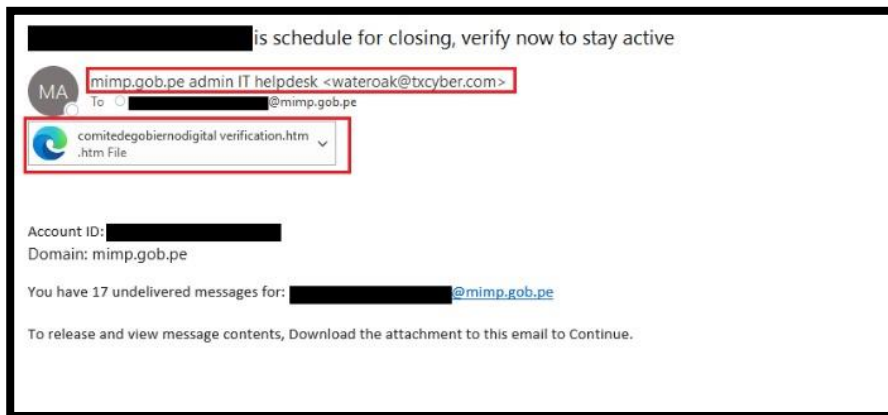 is schedule for closing, verify now to stay active
MA
mimp.gob.pe admin IT helpdesk <wateroak@txcyber.com>
To @mimp.gob.pe
comitedegobiernodigital verification.htm
.htm File
Account ID:
Domain: mimp.gob.pe
You have 17 undelivered messages for: @mimp.gob.pe
To release and view message contents, Download the attachment to this email to Continue.